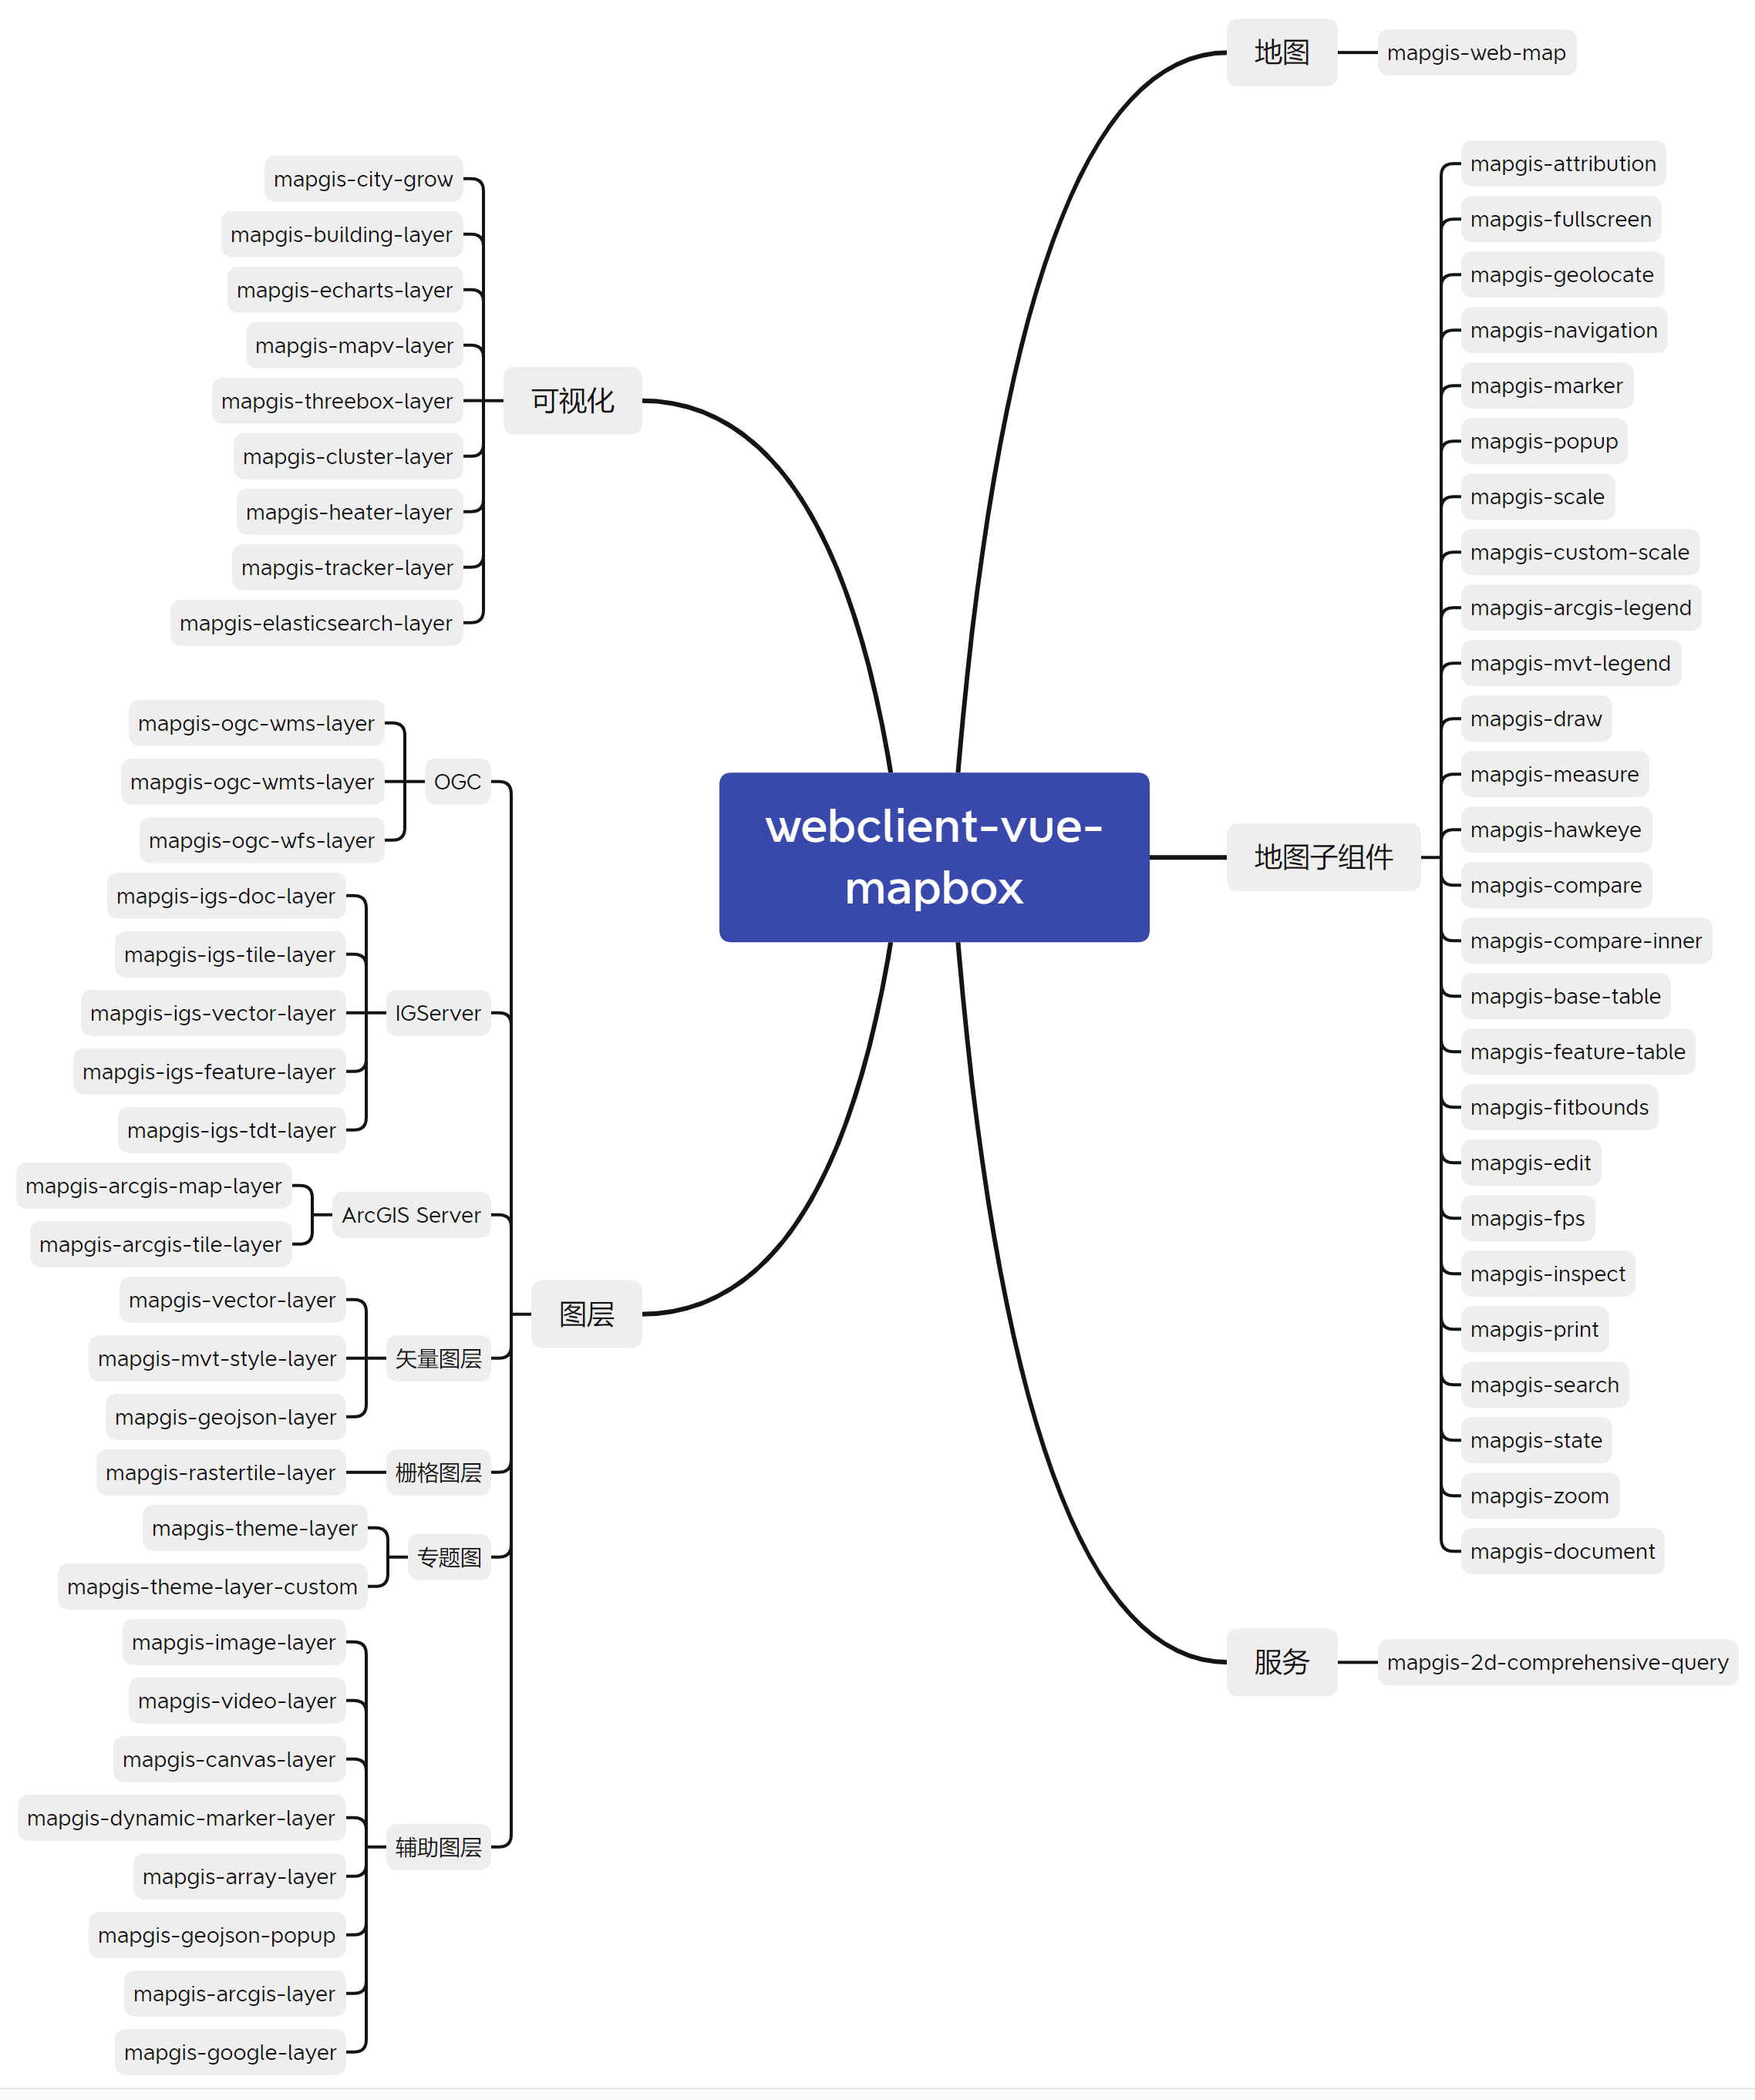 webclient-vue-
mapbox
地图
mapgis-web-map
地图子组件
mapgis-attribution
mapgis-fullscreen
mapgis-geolocate
mapgis-navigation
mapgis-marker
mapgis-popup
mapgis-scale
mapgis-custom-scale
mapgis-arcgis-legend
mapgis-mvt-legend
mapgis-draw
mapgis-measure
mapgis-hawkeye
mapgis-compare
mapgis-compare-inner
mapgis-base-table
mapgis-feature-table
mapgis-fitbounds
mapgis-edit
mapgis-fps
mapgis-inspect
mapgis-print
mapgis-search
mapgis-state
mapgis-zoom
mapgis-document
服务
mapgis-2d-comprehensive-query
可视化
mapgis-city-grow
mapgis-building-layer
mapgis-echarts-layer
mapgis-mapv-layer
mapgis-threebox-layer
mapgis-cluster-layer
mapgis-heater-layer
mapgis-tracker-layer
mapgis-elasticsearch-layer
图层
OGC
mapgis-ogc-wms-layer
mapgis-ogc-wmts-layer
mapgis-ogc-wfs-layer
IGServer
mapgis-igs-doc-layer
mapgis-igs-tile-layer
mapgis-igs-vector-layer
mapgis-igs-feature-layer
mapgis-igs-tdt-layer
ArcGIS Server
mapgis-arcgis-map-layer
mapgis-arcgis-tile-layer
矢量图层
mapgis-vector-layer
mapgis-mvt-style-layer
mapgis-geojson-layer
栅格图层
mapgis-rastertile-layer
专题图
mapgis-theme-layer
mapgis-theme-layer-custom
辅助图层
mapgis-image-layer
mapgis-video-layer
mapgis-canvas-layer
mapgis-dynamic-marker-layer
mapgis-array-layer
mapgis-geojson-popup
mapgis-arcgis-layer
mapgis-google-layer